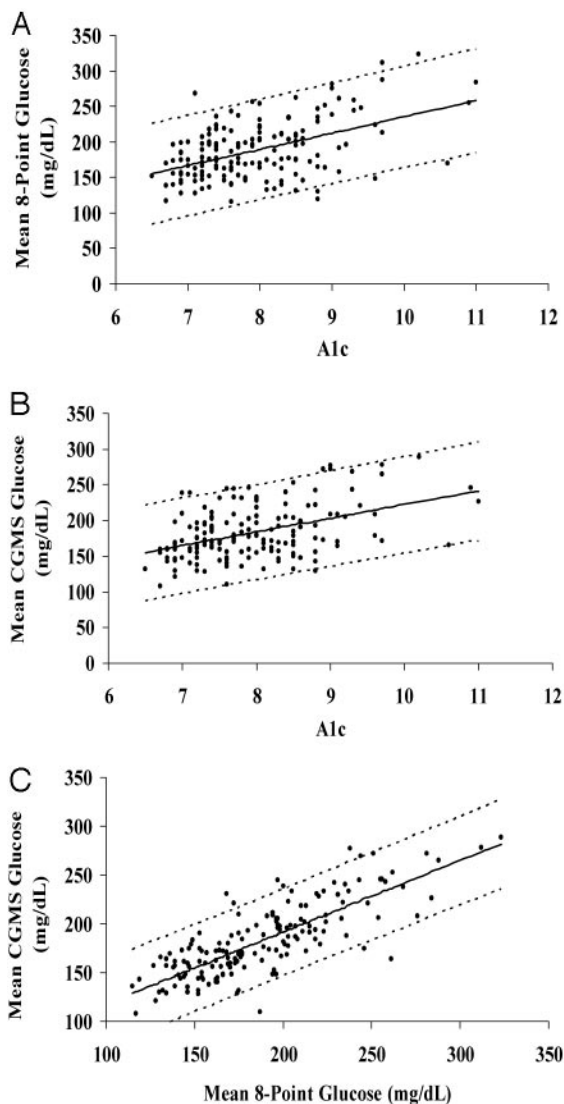 A
Mean 8-Point Glucose
(mg/dL)
350
300
250
200
150
100
50
0
6 7 8 9 10 11 12
A1c
B
Mean CGMS Glucose
(mg/dL)
350
300
250
200
150
100
50
0
6 7 8 9 10 11 12
A1c
C
Mean CGMS Glucose
(mg/dL)
350
300
250
200
150
100
100 150 200 250 300 350
Mean 8-Point Glucose (mg/dL)